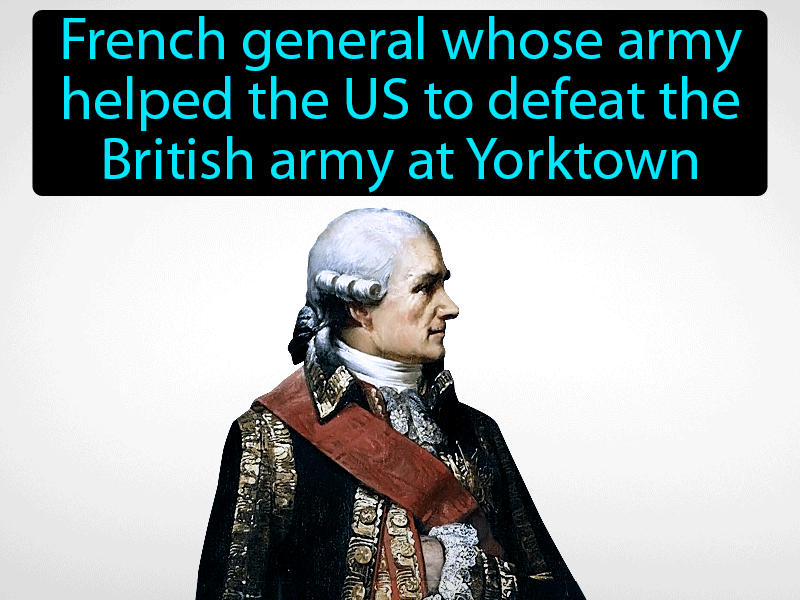 French general whose army
helped the US to defeat the
British army at Yorktown